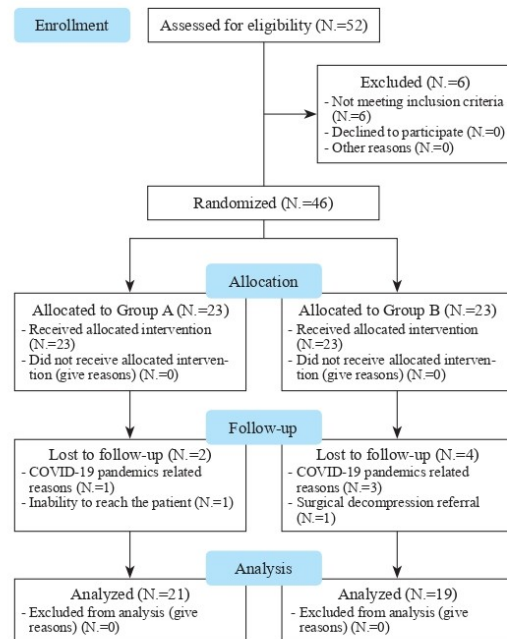 Enrollment
Assessed for eligibility (N.=52)
Excluded (N.=6)
- Not meeting inclusion criteria
(N.=6)
- Declined to participate (N.=0)
- Other reasons (N.=0)
Randomized (N.=46)
Allocation
Allocated to Group A (N.=23)
- Received allocated intervention
(N.=23)
- Did not receive allocated interven-
tion (give reasons) (N.=0)
Allocated to Group B (N.=23)
- Received allocated intervention
(N.=23)
- Did not receive allocated interven-
tion (give reasons) (N.=0)
Follow-up
Lost to follow-up (N.=2)
- COVID-19 pandemics related
reasons (N.=1)
- Inability to reach the patient (N.=1)
Lost to follow-up (N.=4)
- COVID-19 pandemics related
reasons (N.=3)
- Surgical decompression referral
(N.=1)
Analysis
Analyzed (N.=21)
- Excluded from analysis (give
reasons) (N.=0)
Analyzed (N.=19)
- Excluded from analysis (give
reasons) (N.=0)